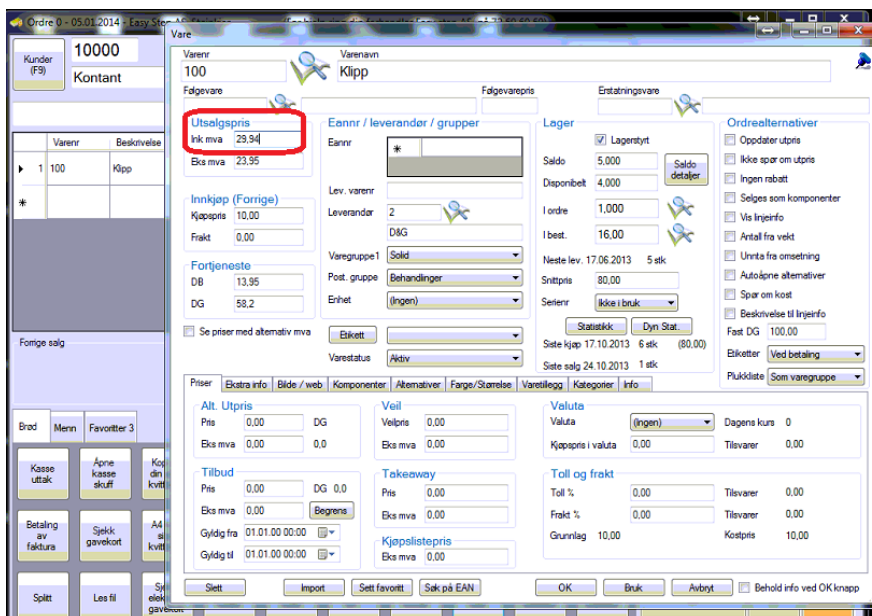 Ordre 0 - 05.01.2014 - Easy
Vare
Kunder (F9)
10000
Kontant
Varenr
Beskrivelse
1 100 Klipp
Forrige salg
Brød Menn Favoritter 3
Kasse uttak
Åpne kasse skuff
Betaling av faktura
Sjekk gavekort
Splitt
Les fil
Varenr
100
Varenavn
Klipp
Følgevare
Følgevarepris
Erstatningsvare
Utsalgspris
Ink mva 29,94
Eks mva 23,95
Innkjøp (Forrige)
Kjøpspris 10,00
Frakt 0,00
Fortjeneste
DB 13,95
DG 58,2
Se priser med alternativ mva
Eannr / leverandør / grupper
Eannr
Lev. varenr
Leverandør 2
D&G
Varegruppe1 Solid
Post. gruppe Behandlinger
Enhet (Ingen)
Etikett
Varestatus Aktiv
Lager
Lagerstyrt
Saldo 5,000
Saldo detaljer
Disponibelt 4,000
I ordre 1,000
I best. 16,00
Neste lev. 17.06.2013 5 stk
Snittpris 80,00
Serienr Ikke i bruk
Statistikk Dyn Stat.
Siste kjøp 17.10.2013 6 stk (80,00)
Siste salg 24.10.2013 1 stk
Ordrealternativer
Oppdater utpris
Ikke spør om utpris
Ingen rabatt
Selges som komponenter
Vis linjeinfo
Antall fra vekt
Unnta fra omsetning
Autoåpne alternativer
Spør om kost
Beskrivelse til linjeinfo
Fast DG 100,00
Etiketter Ved betaling
Plukkliste Som varegruppe
Priser Ekstra info Bilde / web Komponenter Alternativer Farge/Størrelse Varetillegg Kategorier Info
Alt. Utpris
Pris 0,00 DG
Eks mva 0,00 0,0
Tilbud
Pris 0,00 DG 0,0
Eks mva 0,00 Begrens
Gyldig fra 01.01.00 00:00
Gyldig til 01.01.00 00:00
Veil
Veilpris 0,00
Eks mva 0,00
Takeaway
Pris 0,00
Eks mva 0,00
Kjøpslistepris
Eks mva 0,00
Valuta
Valuta (Ingen) Dagens kurs 0
Kjøpspris i valuta 0,00 Tilsvarer 0,00
Toll og frakt
Toll % 0,00 Tilsvarer 0,00
Frakt % 0,00 Tilsvarer 0,00
Grunnlag 10,00 Kostpris 10,00
Slett Import Sett favoritt Søk på EAN OK Bruk Avbryt Behold info ved OK knapp